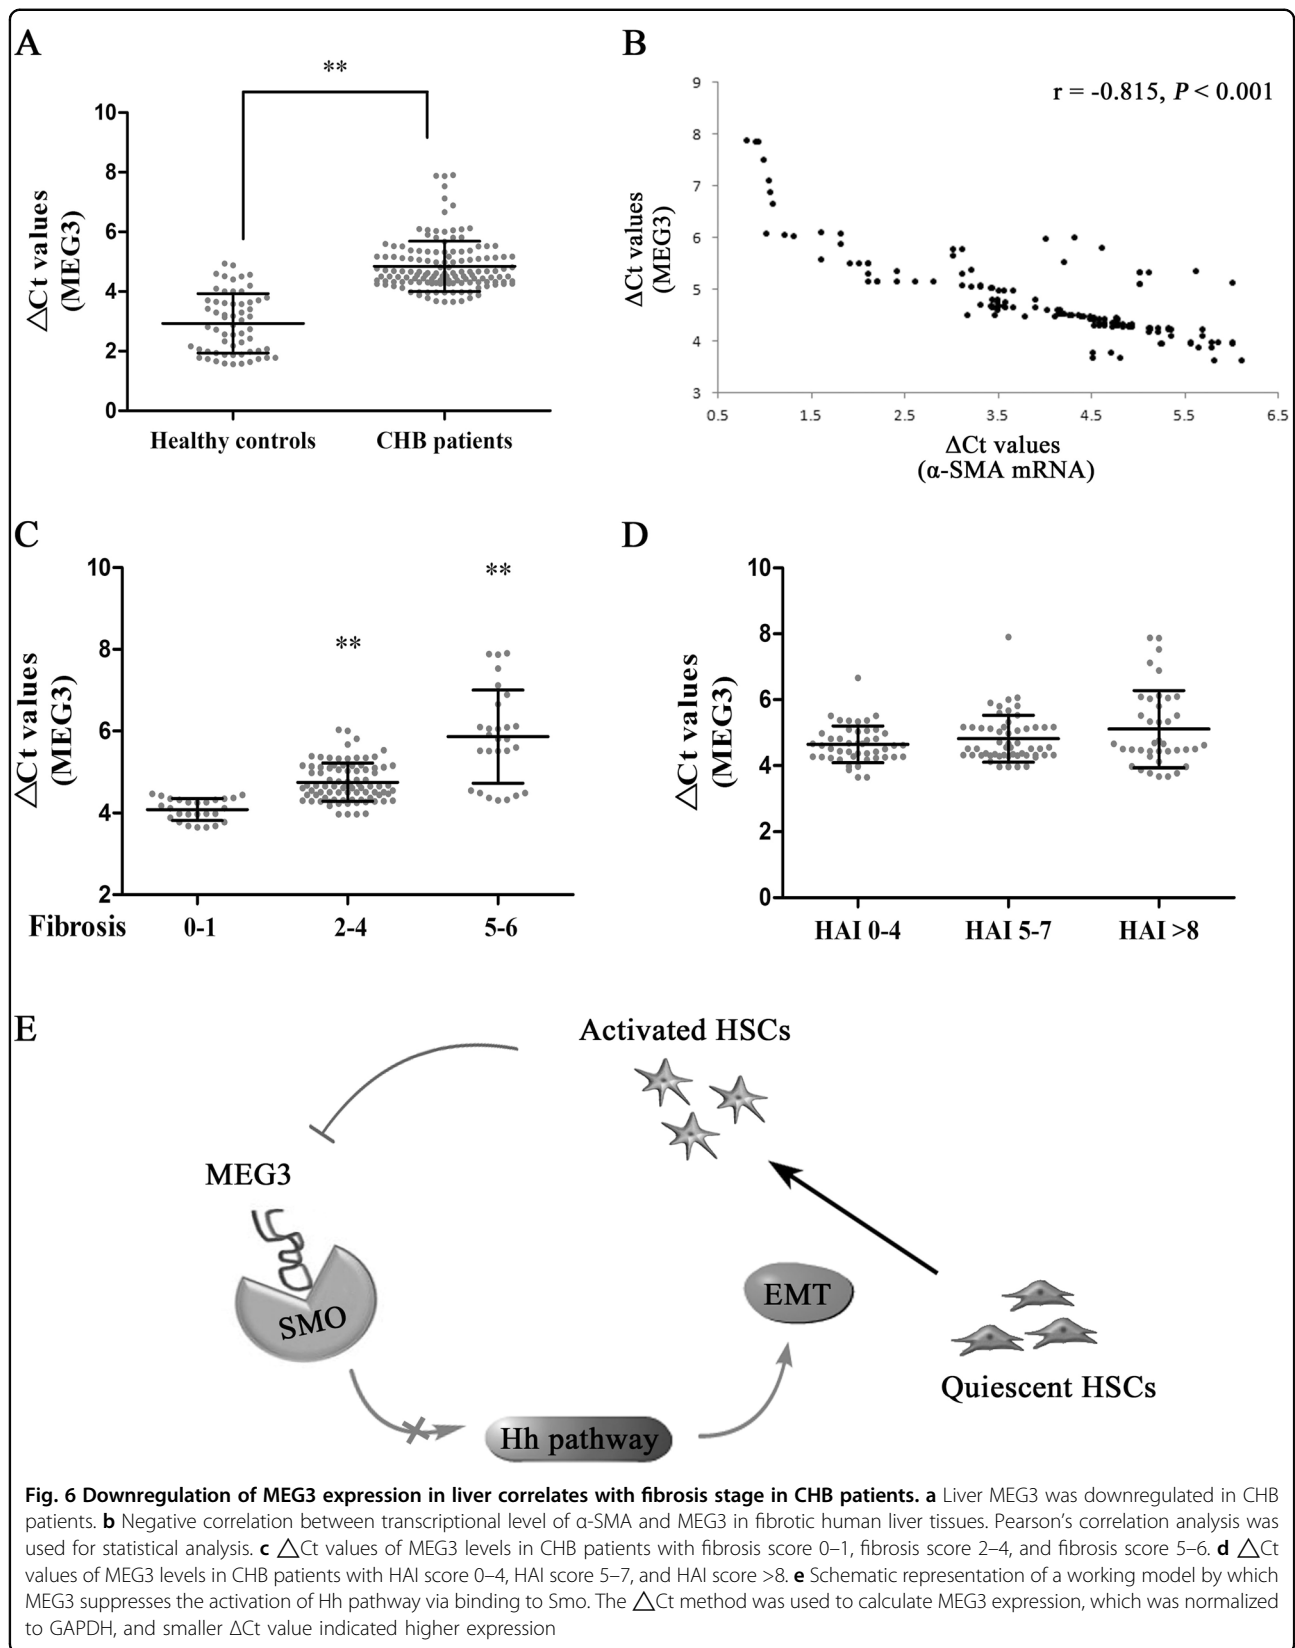 A
**
10
8
6
4
2
0
△Ct values
(MEG3)
Healthy controls
CHB patients
B
r = -0.815, P < 0.001
9
8
7
6
5
4
3
ΔCt values
(MEG3)
0.5
1.5
2.5
3.5
4.5
5.5
6.5
ΔCt values
(α-SMA mRNA)
C
10
8
6
4
2
△Ct values
(MEG3)
**
**
Fibrosis
0-1
2-4
5-6
D
10
8
6
4
2
0
△Ct values
(MEG3)
HAI 0-4
HAI 5-7
HAI >8
E
Activated HSCs
MEG3
SMO
EMT
Quiescent HSCs
Hh pathway
Fig. 6 Downregulation of MEG3 expression in liver correlates with fibrosis stage in CHB patients. a Liver MEG3 was downregulated in CHB
patients. b Negative correlation between transcriptional level of α-SMA and MEG3 in fibrotic human liver tissues. Pearson's correlation analysis was
used for statistical analysis. c △Ct values of MEG3 levels in CHB patients with fibrosis score 0–1, fibrosis score 2–4, and fibrosis score 5–6. d △Ct
values of MEG3 levels in CHB patients with HAI score 0–4, HAI score 5–7, and HAI score >8. e Schematic representation of a working model by which
MEG3 suppresses the activation of Hh pathway via binding to Smo. The △Ct method was used to calculate MEG3 expression, which was normalized
to GAPDH, and smaller ΔCt value indicated higher expression